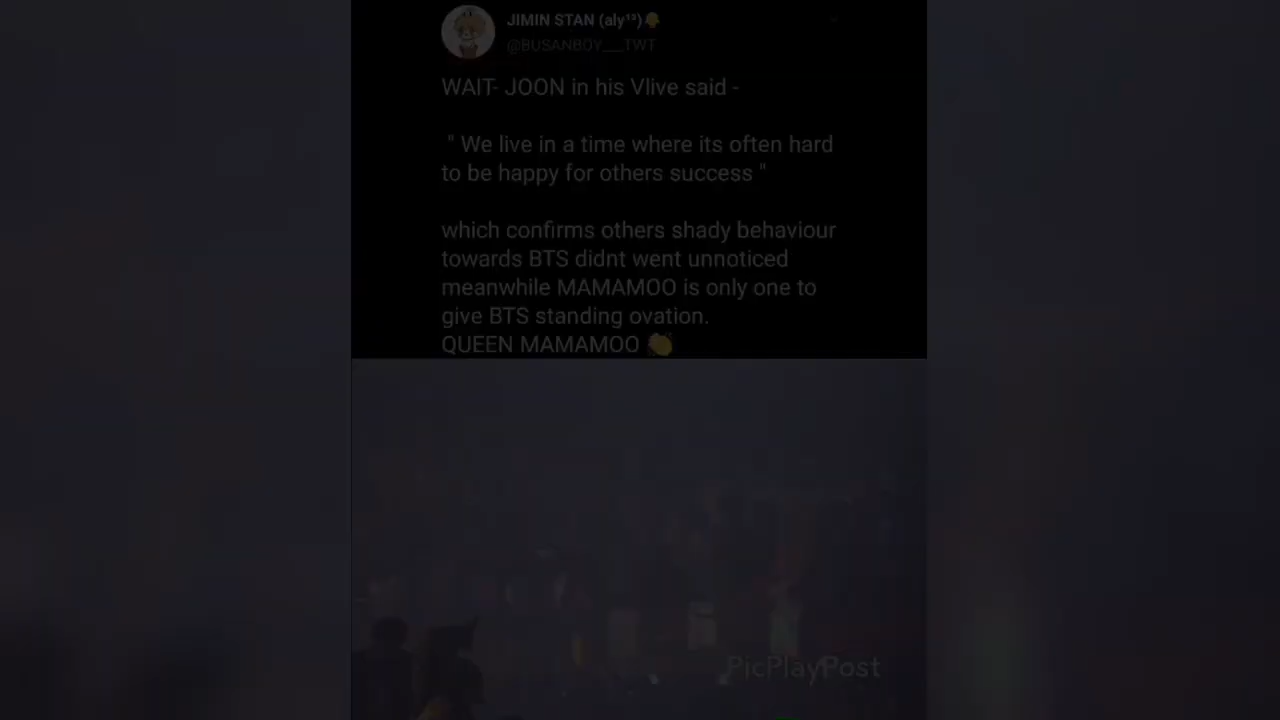 JIMIN STAN (aly¹³)
@BUSANBOY___TWT
WAIT- JOON in his Vlive said -
" We live in a time where its often hard
to be happy for others success "
which confirms others shady behaviour
towards BTS didnt went unnoticed
meanwhile MAMAMOO is only one to
give BTS standing ovation.
QUEEN MAMAMOO 👏
PicPlayPost